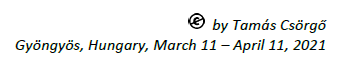 by Tamás Csörgő
Gyöngyös, Hungary, March 11 – April 11, 2021